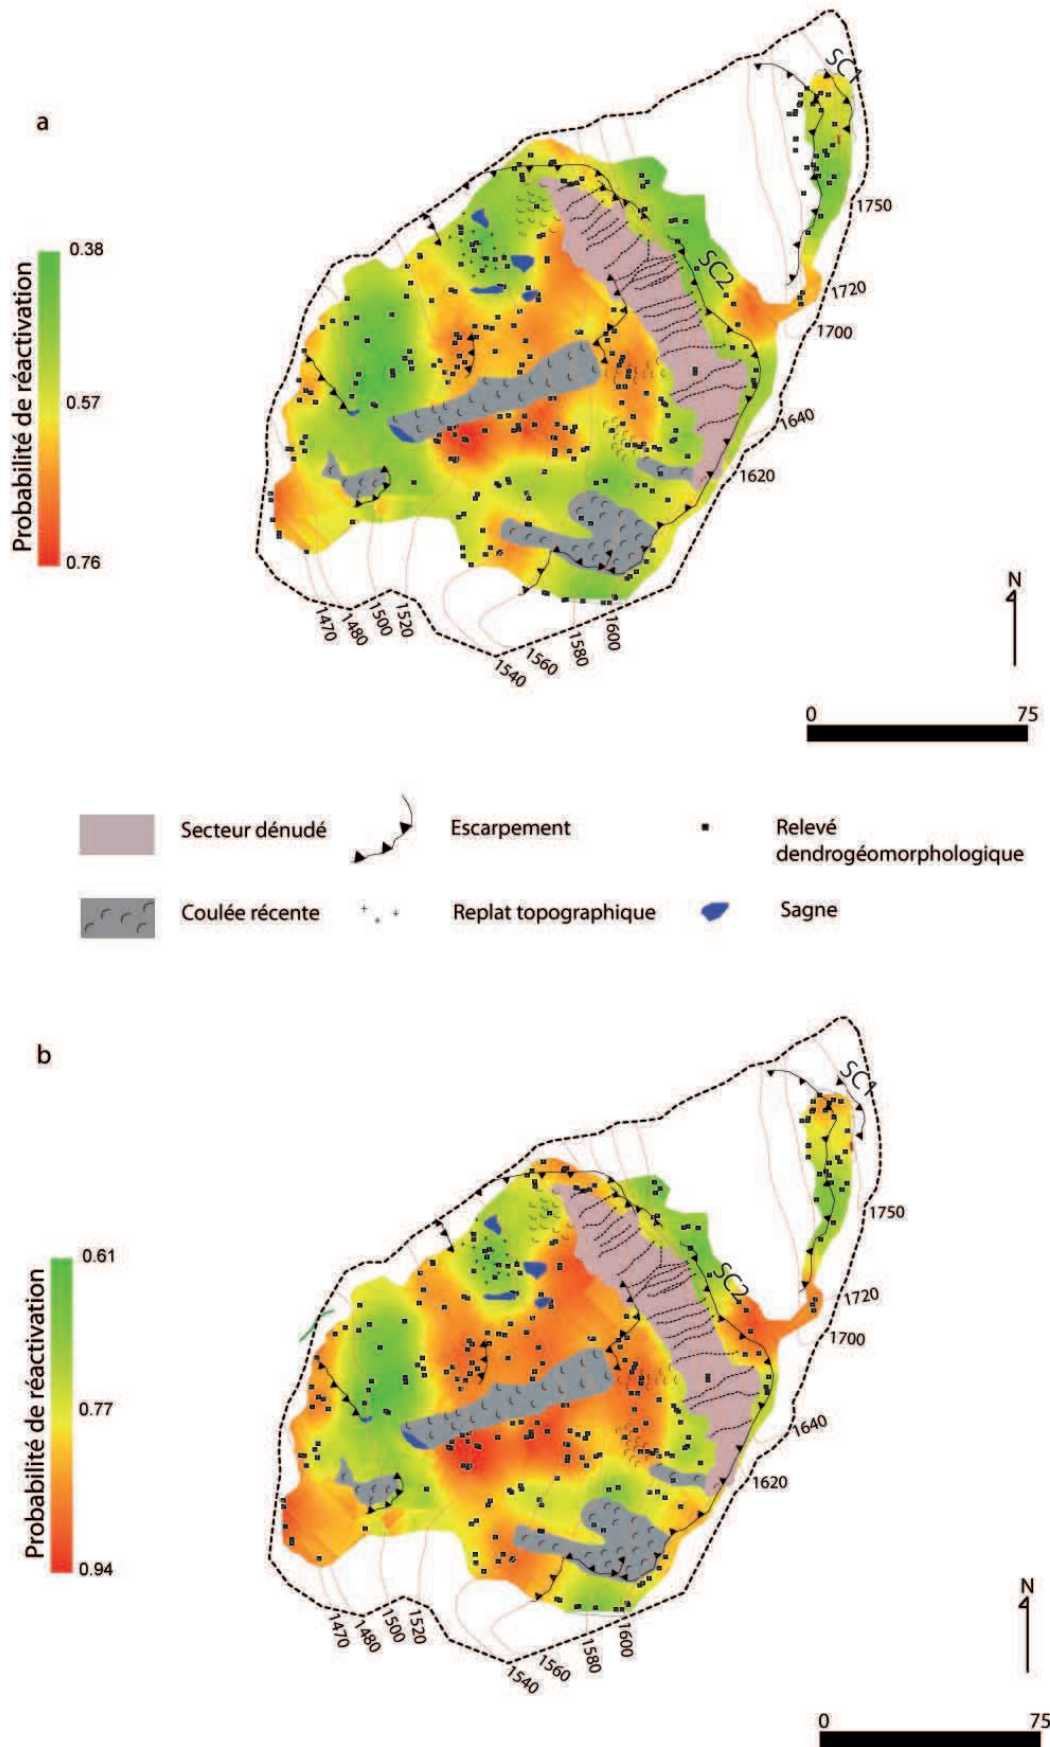 a
SC1
1750
0.38
Probabilité de réactivation
SC2
1720
1700
0.57
1640
1620
0.76
N
1470
1480
1500
1520
1540
1560
1580
1600
0 75
Secteur dénudé
Escarpement
Relevé
dendrogéomorphologique
Coulée récente
Replat topographique
Sagne
b
SC1
1750
0.61
Probabilité de réactivation
SC2
1720
1700
0.77
1640
1620
0.94
N
1470
1480
1500
1520
1540
1560
1580
1600
0 75